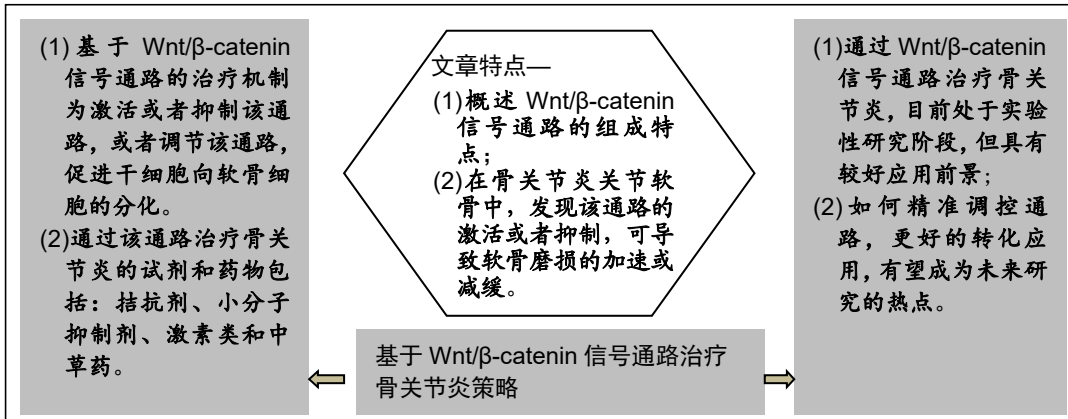 (1) 基于 Wnt/β-catenin
信号通路的治疗机制
为激活或者抑制该通
路，或者调节该通路，
促进干细胞向软骨细
胞的分化。
(2)通过该通路治疗骨关
节炎的试剂和药物包
括：拮抗剂、小分子
抑制剂、激素类和中
草药。
文章特点—
(1)概述 Wnt/β-catenin
信号通路的组成特
点；
(2)在骨关节炎关节软
骨中，发现该通路的
激活或者抑制，可导
致软骨磨损的加速或
减缓。
基于 Wnt/β-catenin 信号通路治疗
骨关节炎策略
(1)通过 Wnt/β-catenin
信号通路治疗骨关
节炎，目前处于实验
性研究阶段，但具有
较好应用前景；
(2) 如何精准调控通
路，更好的转化应
用，有望成为未来研
究的热点。